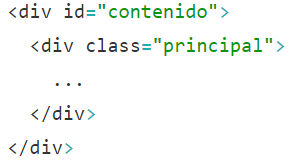 <div id="contenido">
<div class="principal">
...
</div>
</div>